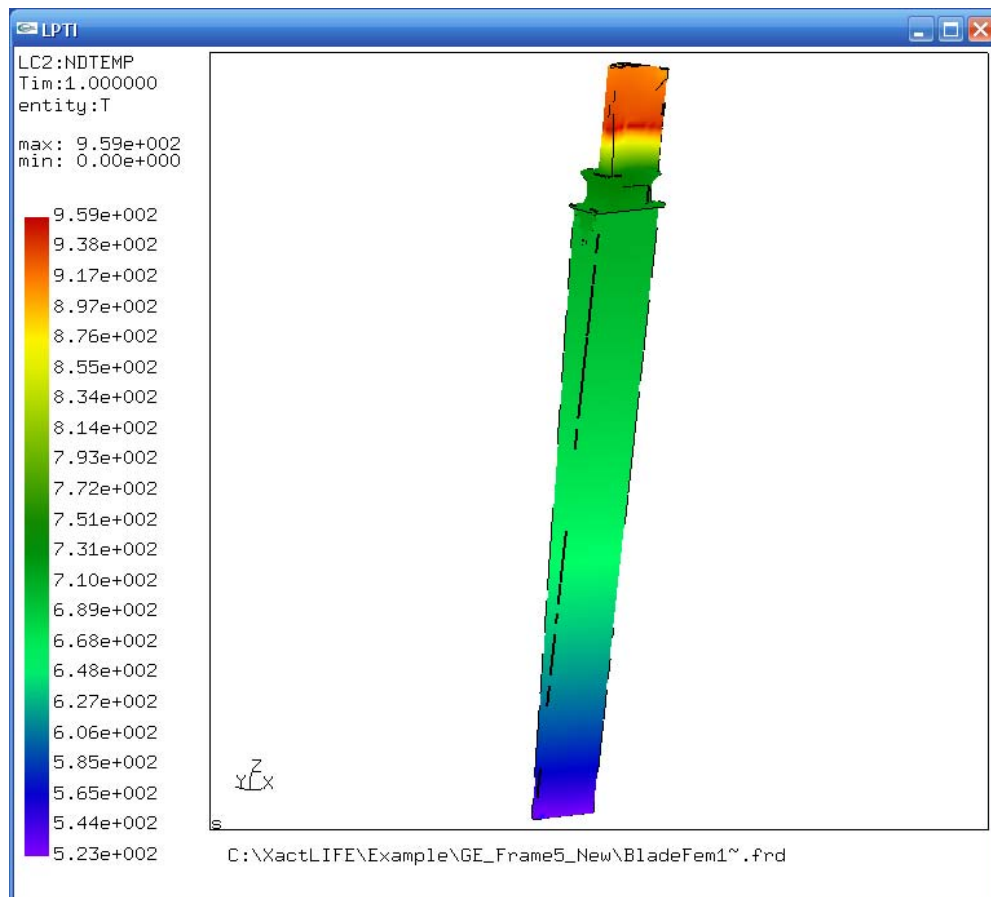 LPTI
LC2:NDTEMP
Tim:1.000000
entity:T
max: 9.59e+002
min: 0.00e+000
9.59e+002
9.38e+002
9.17e+002
8.97e+002
8.76e+002
8.55e+002
8.34e+002
8.14e+002
7.93e+002
7.72e+002
7.51e+002
7.31e+002
7.10e+002
6.89e+002
6.68e+002
6.48e+002
6.27e+002
6.06e+002
5.85e+002
5.65e+002
5.44e+002
5.23e+002
Z
Y X
S
C:\XactLIFE\Example\GE_Frame5_New\BladeFem1~.frd